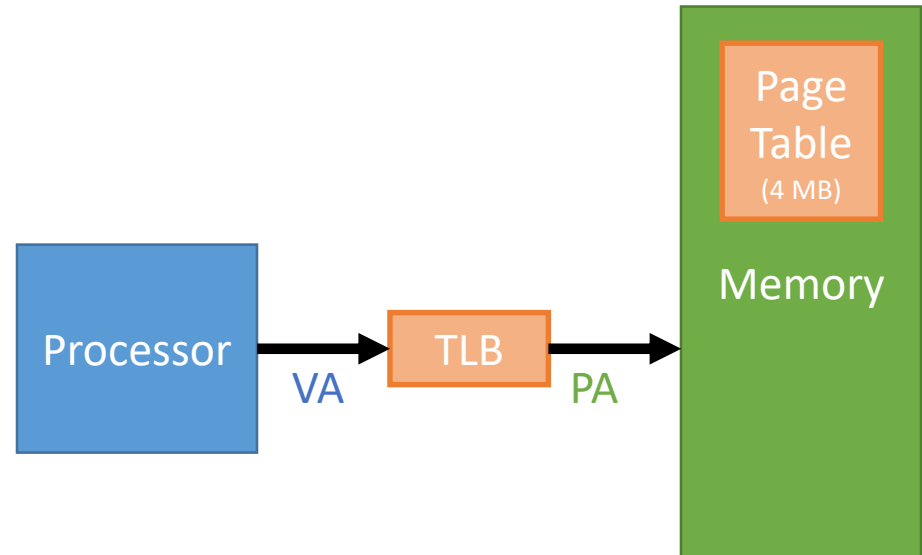 Page
Table
(4 MB)
Memory
Processor
TLB
VA
PA